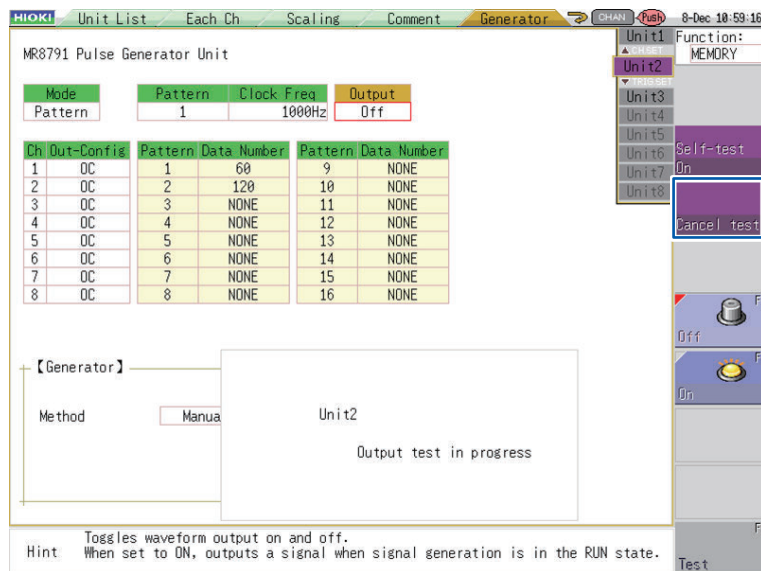 HIOKI Unit List Each Ch Scaling Comment Generator CHAN Push 8-Dec 10:59:16
Unit1 Function:
MR8791 Pulse Generator Unit
CH.SET MEMORY
Unit2
TRIG.SET
Mode Pattern Clock Freq Output
Pattern 1 1000Hz Off
Unit3
Unit4
Unit5
Unit6
Unit7
Unit8
Self-test
On
Cancel test
Ch Out-Config Pattern Data Number Pattern Data Number
1 OC 1 60 9 NONE
2 OC 2 120 10 NONE
3 OC 3 NONE 11 NONE
4 OC 4 NONE 12 NONE
5 OC 5 NONE 13 NONE
6 OC 6 NONE 14 NONE
7 OC 7 NONE 15 NONE
8 OC 8 NONE 16 NONE
F
Off
F
On
【Generator】
Method Manua
Unit2
Output test in progress
Hint Toggles waveform output on and off.
When set to ON, outputs a signal when signal generation is in the RUN state.
F
Test